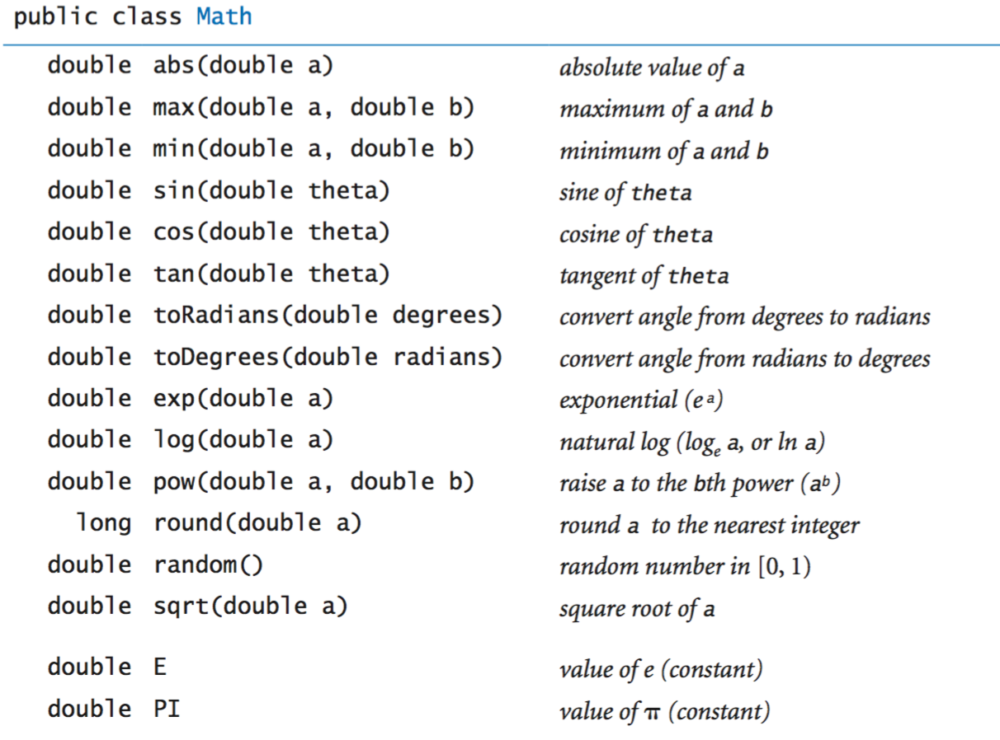 public class Math
double abs(double a) absolute value of a
double max(double a, double b) maximum of a and b
double min(double a, double b) minimum of a and b
double sin(double theta) sine of theta
double cos(double theta) cosine of theta
double tan(double theta) tangent of theta
double toRadians(double degrees) convert angle from degrees to radians
double toDegrees(double radians) convert angle from radians to degrees
double exp(double a) exponential (eᵃ)
double log(double a) natural log (logₑ a, or ln a)
double pow(double a, double b) raise a to the bth power (aᵇ)
long round(double a) round a to the nearest integer
double random() random number in [0, 1)
double sqrt(double a) square root of a
double E value of e (constant)
double PI value of π (constant)